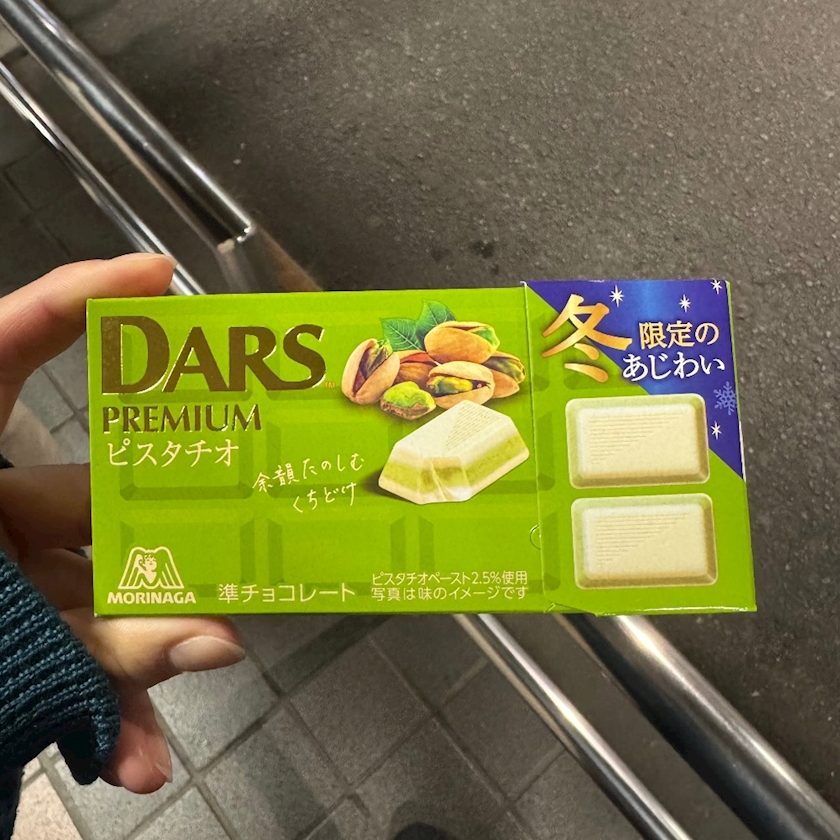 DARS™
PREMIUM
ピスタチオ
余韻たのしむ
くちどけ
MORINAGA
準チョコレート
ピスタチオペースト2.5%使用
写真は味のイメージです
冬限定の
あじわい